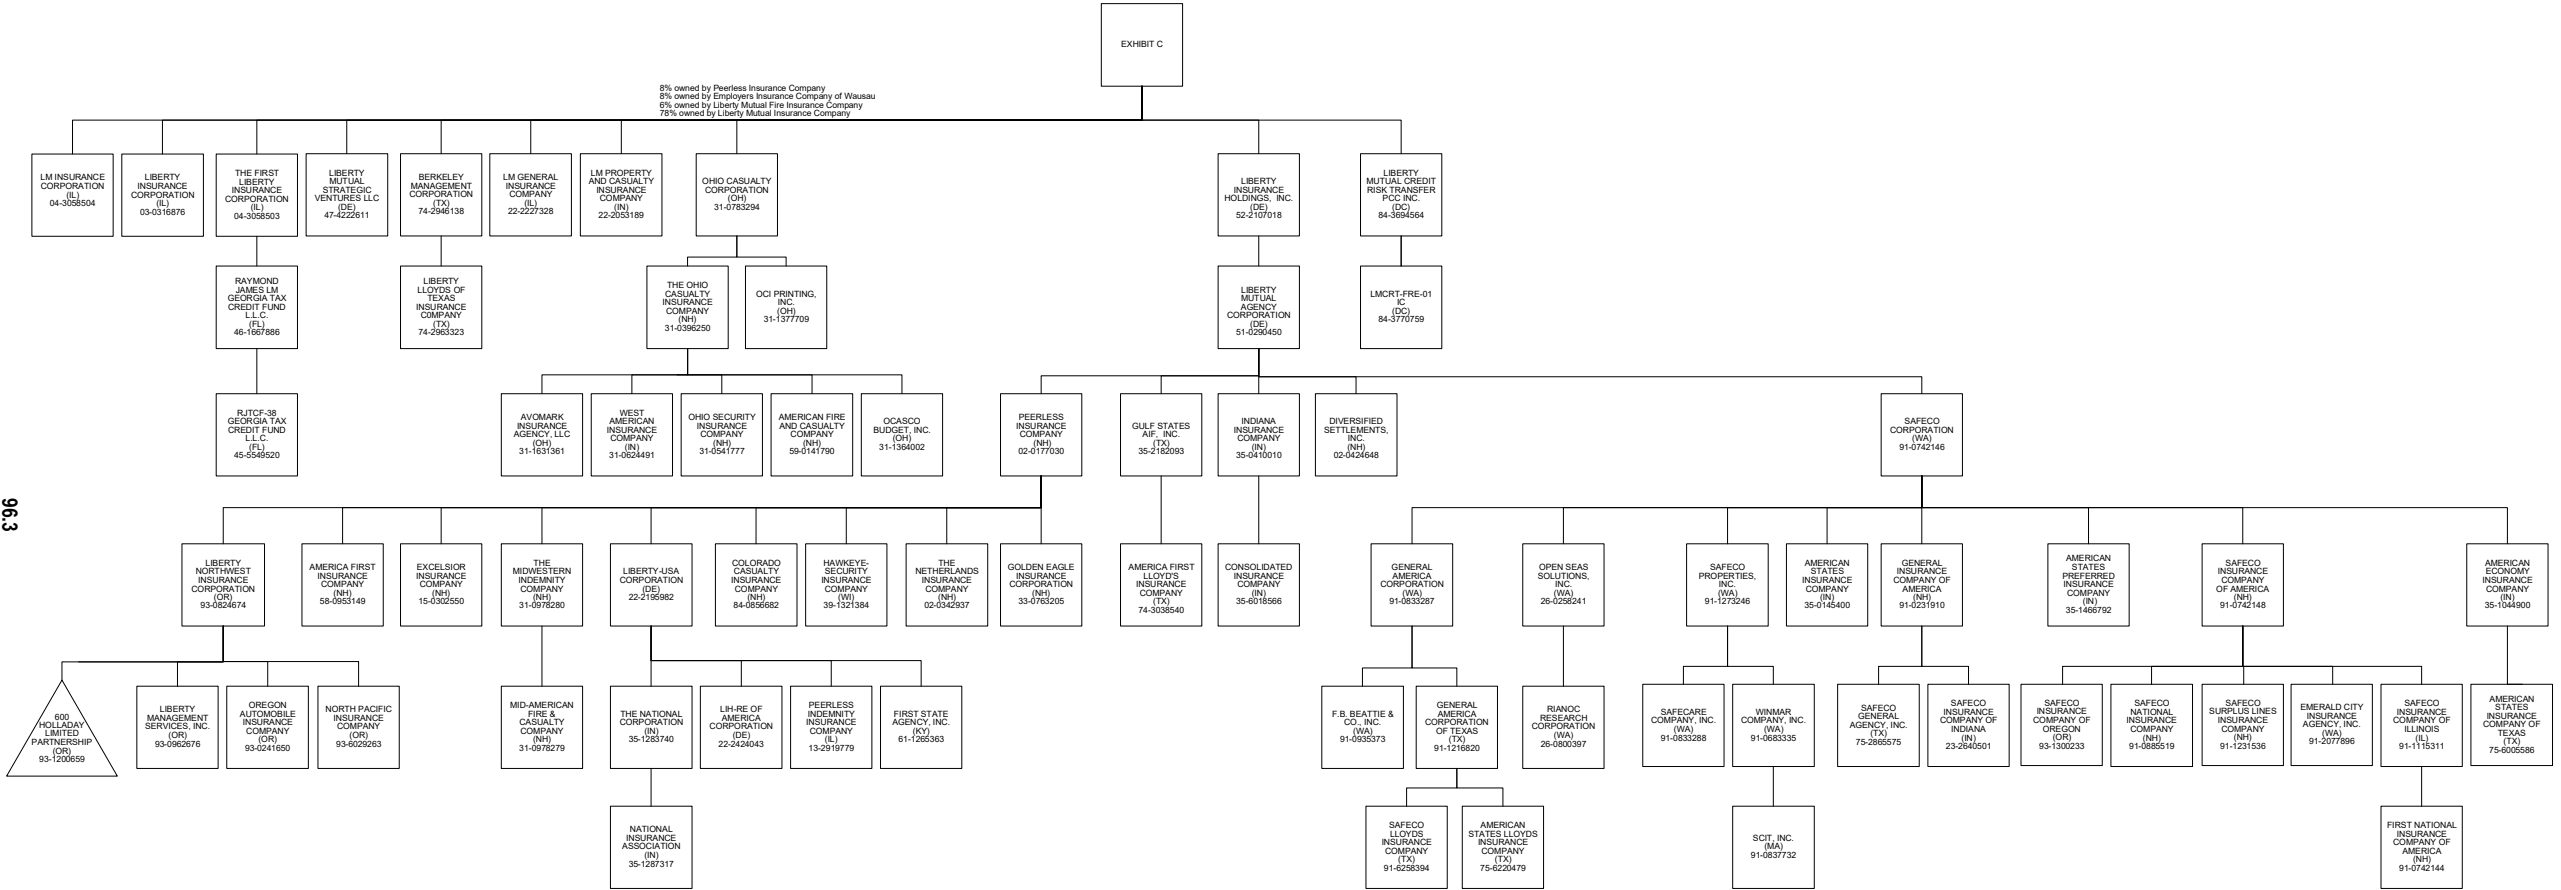 EXHIBIT C
8% owned by Peerless Insurance Company
8% owned by Employers Insurance Company of Wausau
6% owned by Liberty Mutual Fire Insurance Company
78% owned by Liberty Mutual Insurance Company
LM INSURANCE
CORPORATION
(IL)
04-3058504
LIBERTY
INSURANCE
CORPORATION
(IL)
03-0316876
THE FIRST
LIBERTY
INSURANCE
CORPORATION
(IL)
04-3058503
LIBERTY
MUTUAL
STRATEGIC
VENTURES LLC
(DE)
47-4222611
BERKELEY
MANAGEMENT
CORPORATION
(TX)
74-2946138
LM GENERAL
INSURANCE
COMPANY
(IL)
22-2227328
LM PROPERTY
AND CASUALTY
INSURANCE
COMPANY
(IN)
22-2053189
OHIO CASUALTY
CORPORATION
(OH)
31-0783294
LIBERTY
INSURANCE
HOLDINGS, INC.
(DE)
52-2107018
LIBERTY
MUTUAL CREDIT
RISK TRANSFER
PCC INC.
(DC)
84-3694564
RAYMOND
JAMES LM
GEORGIA TAX
CREDIT FUND
L.L.C.
(FL)
46-1667886
LIBERTY
LLOYDS OF
TEXAS
INSURANCE
C0MPANY
(TX)
74-2963323
THE OHIO
CASUALTY
INSURANCE
COMPANY
(NH)
31-0396250
OCI PRINTING,
INC.
(OH)
31-1377709
LIBERTY
MUTUAL
AGENCY
CORPORATION
(DE)
51-0290450
LMCRT-FRE-01
IC
(DC)
84-3770759
RJTCF-38
GEORGIA TAX
CREDIT FUND
L.L.C.
(FL)
45-5549520
AVOMARK
INSURANCE
AGENCY, LLC
(OH)
31-1631361
WEST
AMERICAN
INSURANCE
COMPANY
(IN)
31-0624491
OHIO SECURITY
INSURANCE
COMPANY
(NH)
31-0541777
AMERICAN FIRE
AND CASUALTY
COMPANY
(NH)
59-0141790
OCASCO
BUDGET, INC.
(OH)
31-1364002
PEERLESS
INSURANCE
COMPANY
(NH)
02-0177030
GULF STATES
AIF, INC.
(TX)
35-2182093
INDIANA
INSURANCE
COMPANY
(IN)
35-0410010
DIVERSIFIED
SETTLEMENTS,
INC.
(NH)
02-0424648
SAFECO
CORPORATION
(WA)
91-0742146
96.3
LIBERTY
NORTHWEST
INSURANCE
CORPORATION
(OR)
93-0824674
AMERICA FIRST
INSURANCE
COMPANY
(NH)
58-0953149
EXCELSIOR
INSURANCE
COMPANY
(NH)
15-0302550
THE
MIDWESTERN
INDEMNITY
COMPANY
(NH)
31-0978280
LIBERTY-USA
CORPORATION
(DE)
22-2195982
COLORADO
CASUALTY
INSURANCE
COMPANY
(NH)
84-0856682
HAWKEYE-
SECURITY
INSURANCE
COMPANY
(WI)
39-1321384
THE
NETHERLANDS
INSURANCE
COMPANY
(NH)
02-0342937
GOLDEN EAGLE
INSURANCE
CORPORATION
(NH)
33-0763205
AMERICA FIRST
LLOYD'S
INSURANCE
COMPANY
(TX)
74-3038540
CONSOLIDATED
INSURANCE
COMPANY
(IN)
35-6018566
GENERAL
AMERICA
CORPORATION
(WA)
91-0833287
OPEN SEAS
SOLUTIONS,
INC.
(WA)
26-0258241
SAFECO
PROPERTIES,
INC.
(WA)
91-1273246
AMERICAN
STATES
INSURANCE
COMPANY
(IN)
35-0145400
GENERAL
INSURANCE
COMPANY OF
AMERICA
(NH)
91-0231910
AMERICAN
STATES
PREFERRED
INSURANCE
COMPANY
(IN)
35-1466792
SAFECO
INSURANCE
COMPANY
OF AMERICA
(NH)
91-0742148
AMERICAN
ECONOMY
INSURANCE
COMPANY
(IN)
35-1044900
600
HOLLADAY
LIMITED
PARTNERSHIP
(OR)
93-1200659
LIBERTY
MANAGEMENT
SERVICES, INC.
(OR)
93-0962676
OREGON
AUTOMOBILE
INSURANCE
COMPANY
(OR)
93-0241650
NORTH PACIFIC
INSURANCE
COMPANY
(OR)
93-6029263
MID-AMERICAN
FIRE &
CASUALTY
COMPANY
(NH)
31-0978279
THE NATIONAL
CORPORATION
(IN)
35-1283740
LIH-RE OF
AMERICA
CORPORATION
(DE)
22-2424043
PEERLESS
INDEMNITY
INSURANCE
COMPANY
(IL)
13-2919779
FIRST STATE
AGENCY, INC.
(KY)
61-1265363
F.B. BEATTIE &
CO., INC.
(WA)
91-0935373
GENERAL
AMERICA
CORPORATION
OF TEXAS
(TX)
91-1216820
RIANOC
RESEARCH
CORPORATION
(WA)
26-0800397
SAFECARE
COMPANY, INC.
(WA)
91-0833288
WINMAR
COMPANY, INC.
(WA)
91-0683335
SAFECO
GENERAL
AGENCY, INC.
(TX)
75-2865575
SAFECO
INSURANCE
COMPANY OF
INDIANA
(IN)
23-2640501
SAFECO
INSURANCE
COMPANY OF
OREGON
(OR)
93-1300233
SAFECO
NATIONAL
INSURANCE
COMPANY
(NH)
91-0885519
SAFECO
SURPLUS LINES
INSURANCE
COMPANY
(NH)
91-1231536
EMERALD CITY
INSURANCE
AGENCY, INC.
(WA)
91-2077896
SAFECO
INSURANCE
COMPANY OF
ILLINOIS
(IL)
91-1115311
AMERICAN
STATES
INSURANCE
COMPANY OF
TEXAS
(TX)
75-6005586
NATIONAL
INSURANCE
ASSOCIATION
(IN)
35-1287317
SAFECO
LLOYDS
INSURANCE
COMPANY
(TX)
91-6258394
AMERICAN
STATES LLOYDS
INSURANCE
COMPANY
(TX)
75-6220479
SCIT, INC.
(MA)
91-0837732
FIRST NATIONAL
INSURANCE
COMPANY OF
AMERICA
(NH)
91-0742144